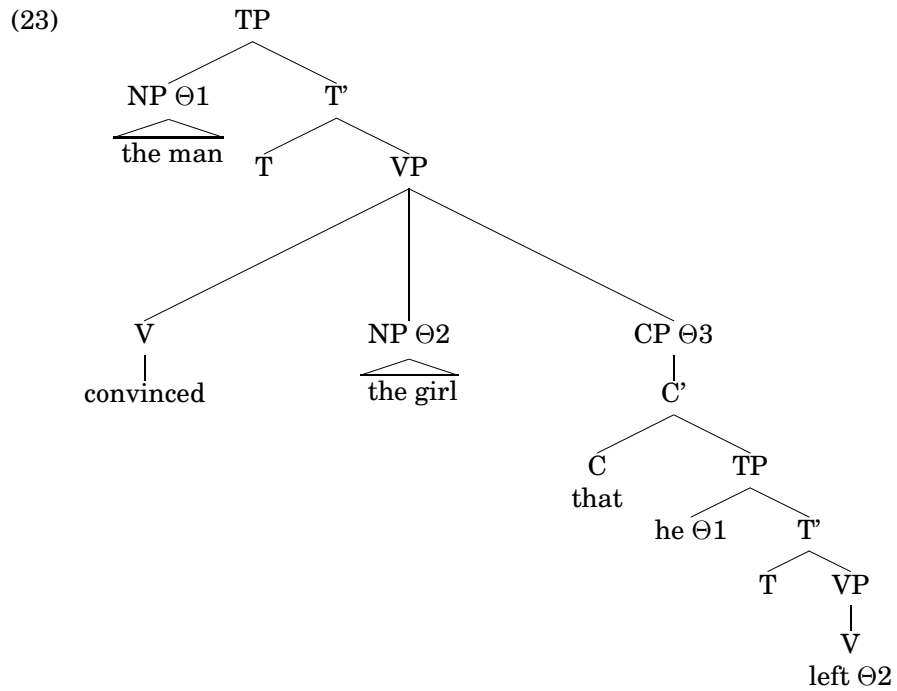 (23) TP
NP Θ1 T’
the man T VP
V NP Θ2 CP Θ3
convinced the girl C’
C TP
that he Θ1 T’
T VP
V
left Θ2